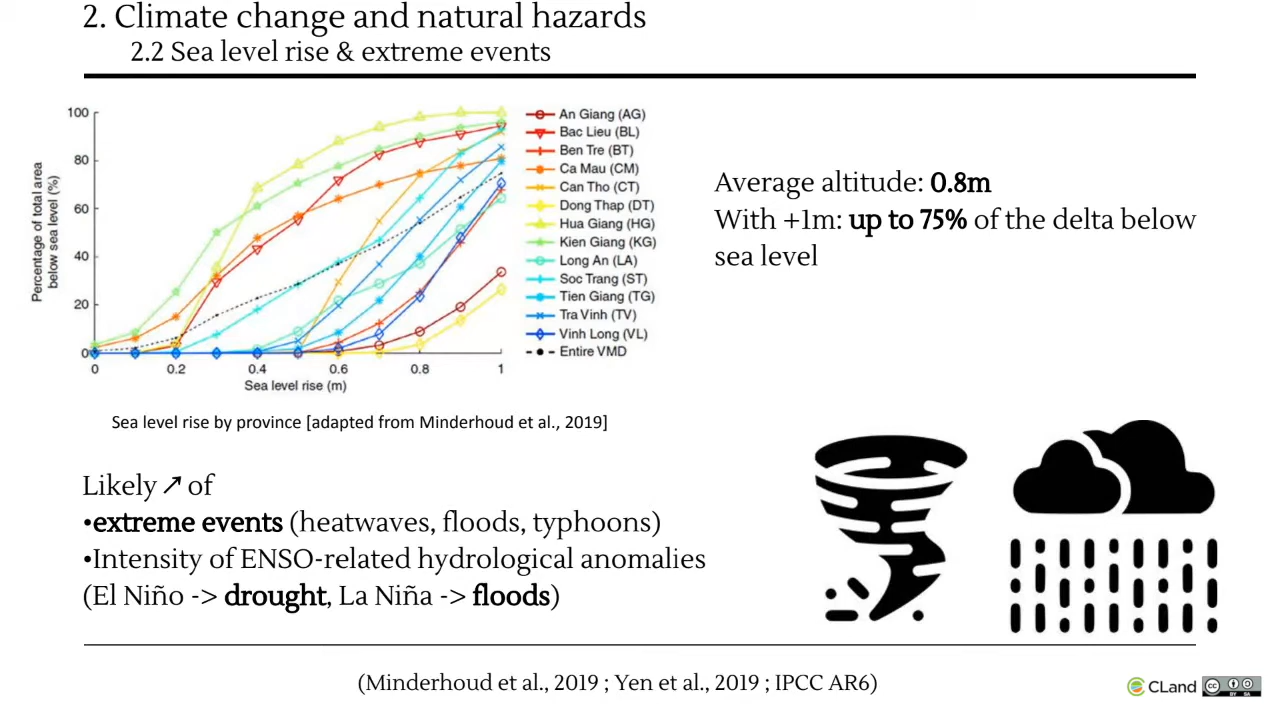 2. Climate change and natural hazards
2.2 Sea level rise & extreme events
Percentage of total area
below sea level (%)
100
80
60
40
20
0
0
0.2
0.4
0.6
0.8
1
Sea level rise (m)
An Giang (AG)
Bac Lieu (BL)
Ben Tre (BT)
Ca Mau (CM)
Can Tho (CT)
Dong Thap (DT)
Hua Giang (HG)
Kien Giang (KG)
Long An (LA)
Soc Trang (ST)
Tien Giang (TG)
Tra Vinh (TV)
Vinh Long (VL)
Entire VMD
Sea level rise by province [adapted from Minderhoud et al., 2019]
Average altitude: 0.8m
With +1m: up to 75% of the delta below
sea level
Likely ↗ of
•extreme events (heatwaves, floods, typhoons)
•Intensity of ENSO-related hydrological anomalies
(El Niño -> drought, La Niña -> floods)
(Minderhoud et al., 2019 ; Yen et al., 2019 ; IPCC AR6)
CLand
cc
BY SA